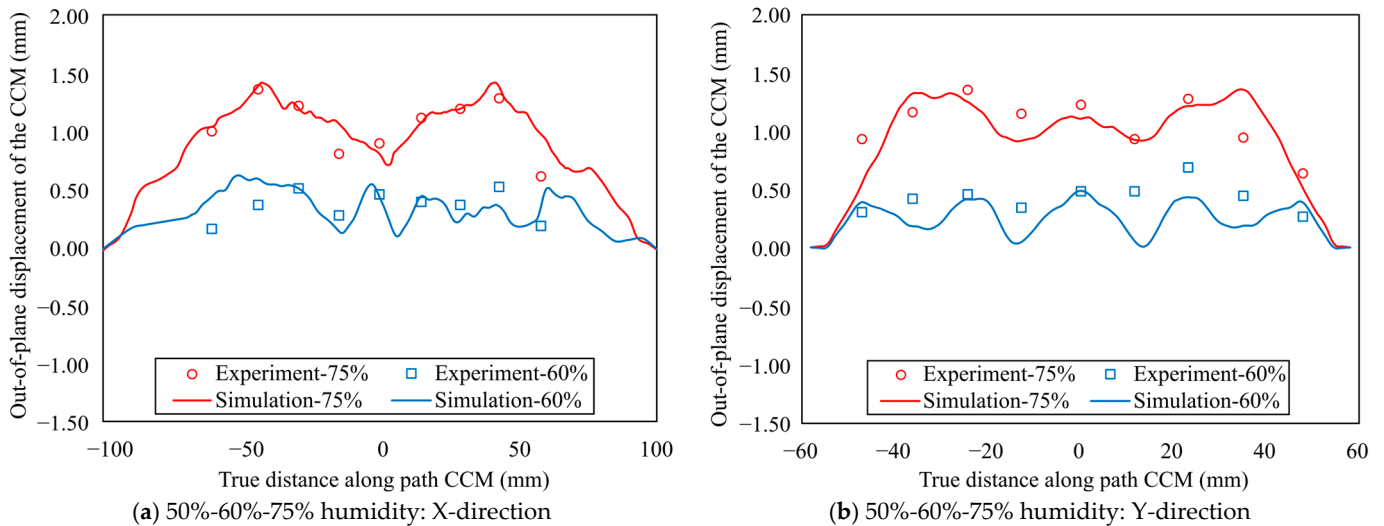 Out-of-plane displacement of the CCM (mm)
2.00
1.50
1.00
0.50
0.00
−0.50
−1.00
−1.50
Experiment-75% Experiment-60%
Simulation-75% Simulation-60%
−100 −50 0 50 100
True distance along path CCM (mm)
(a) 50%-60%-75% humidity: X-direction
Out-of-plane displacement of the CCM (mm)
2.00
1.50
1.00
0.50
0.00
−0.50
−1.00
−1.50
Experiment-75% Experiment-60%
Simulation-75% Simulation-60%
−60 −40 −20 0 20 40 60
True distance along path CCM (mm)
(b) 50%-60%-75% humidity: Y-direction